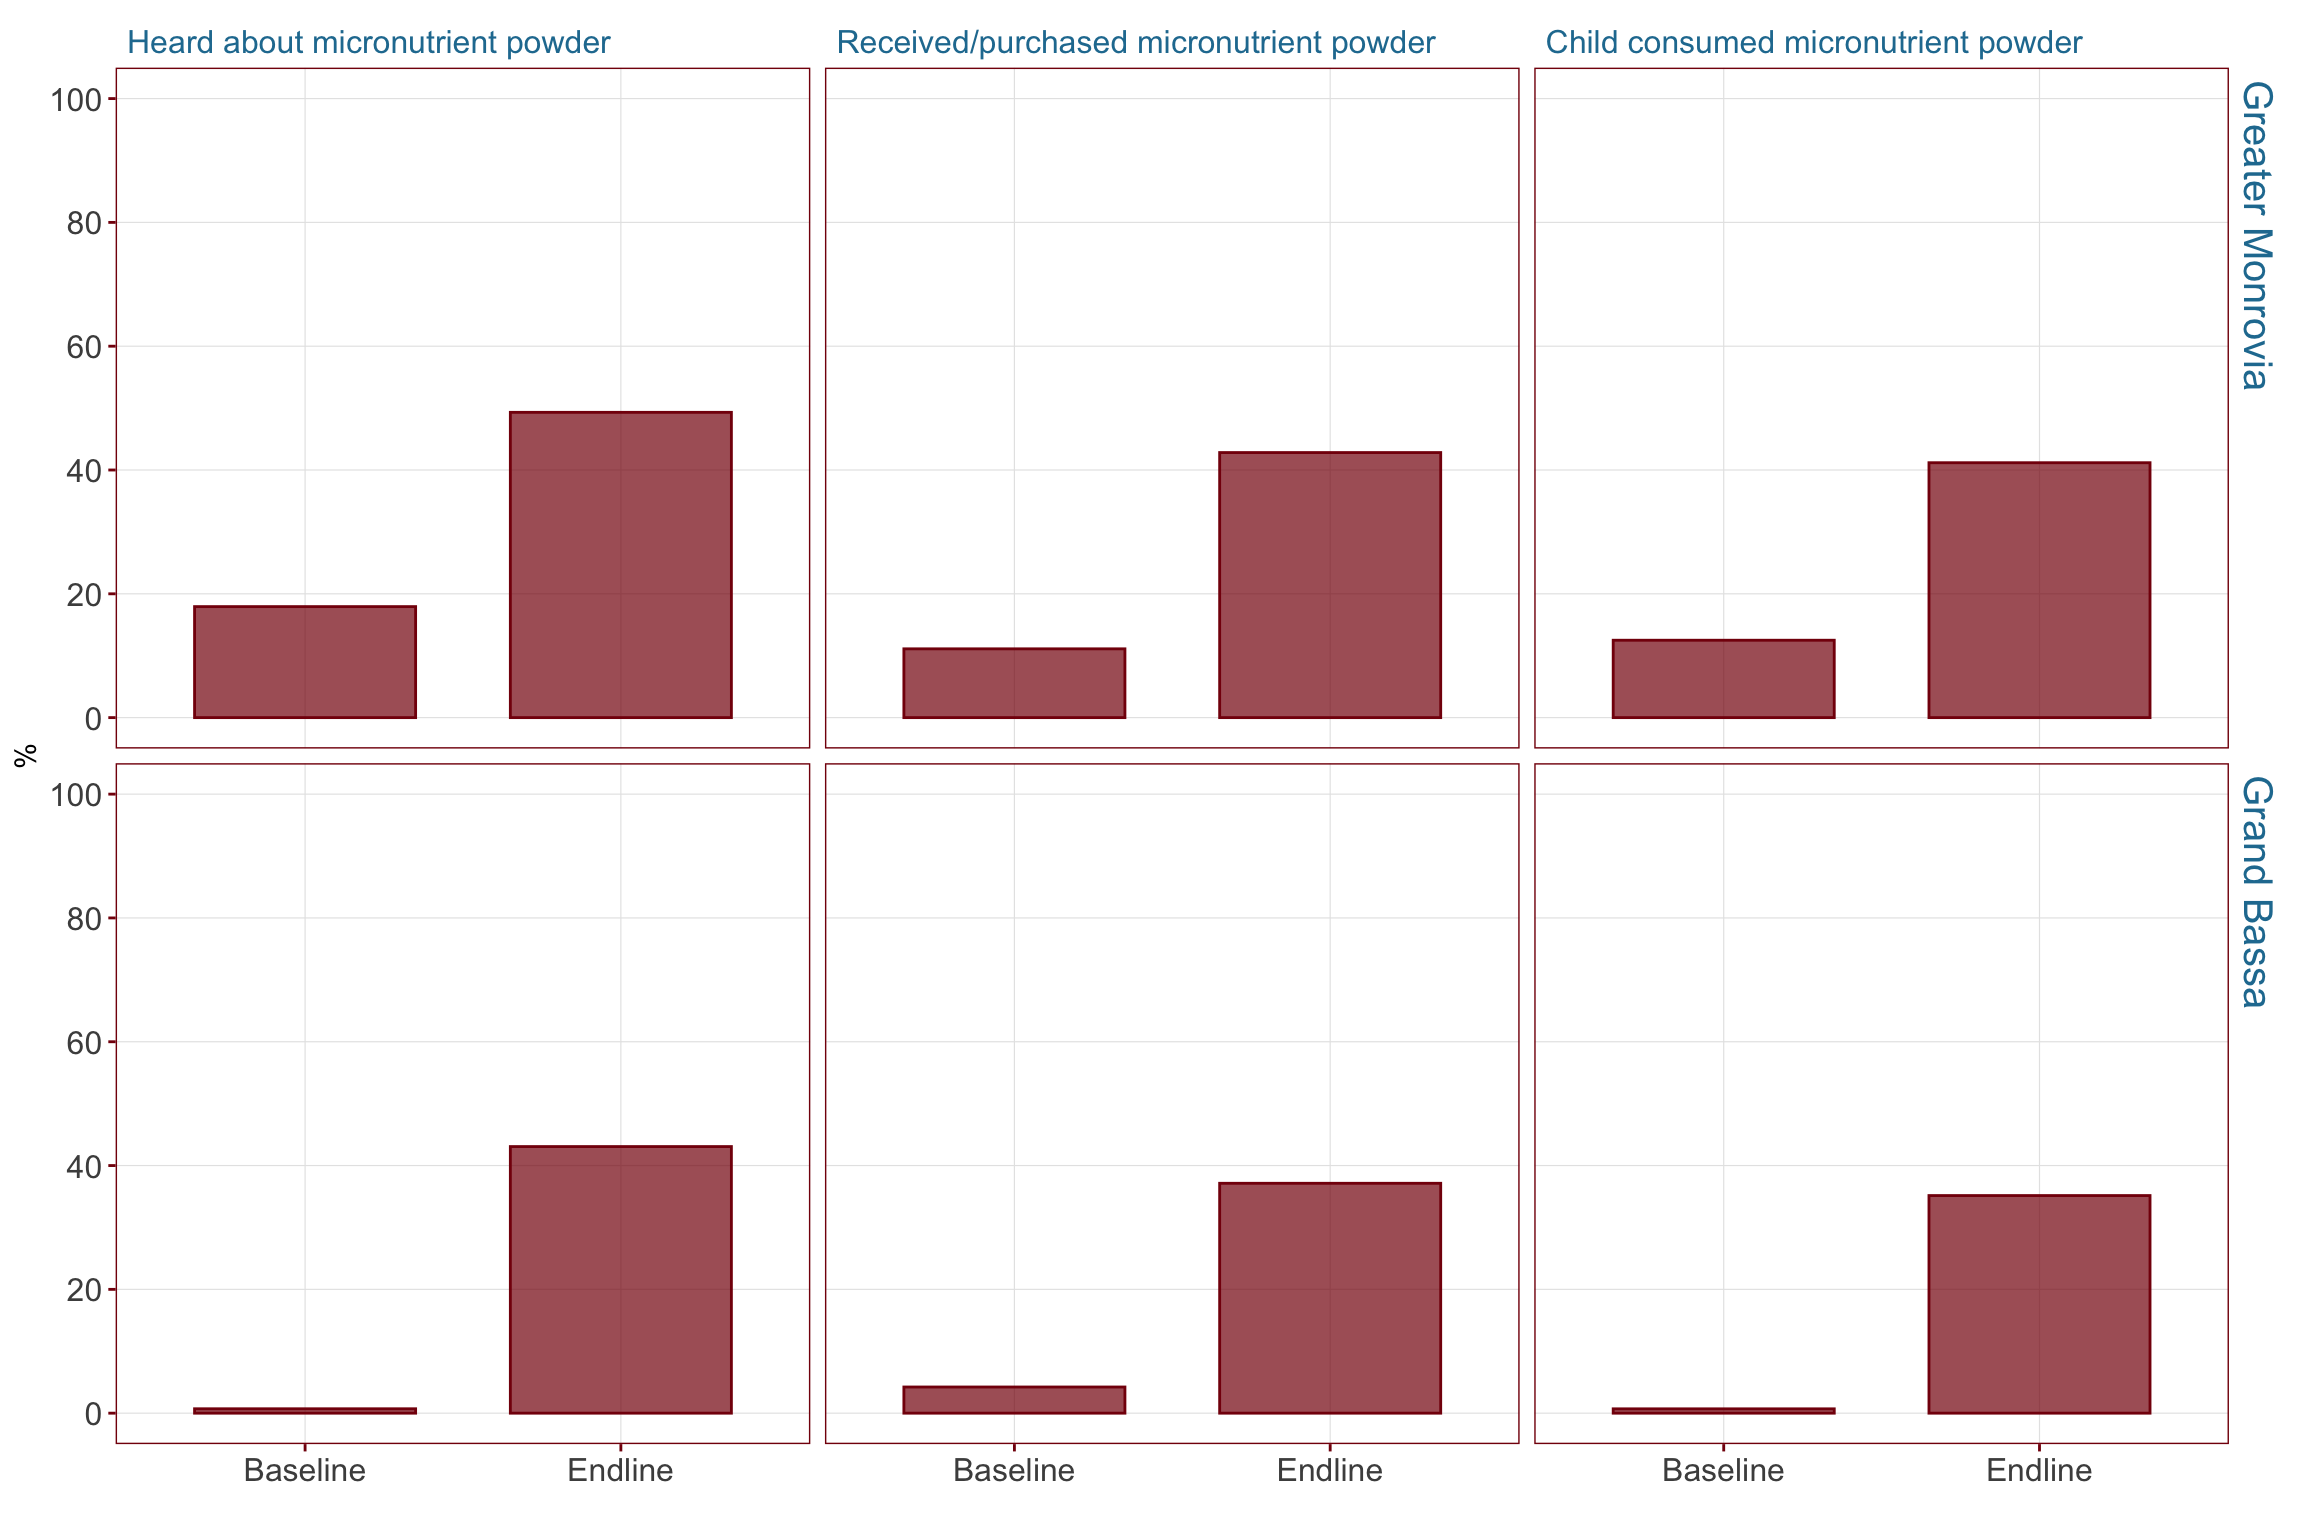 Heard about micronutrient powder
Received/purchased micronutrient powder
Child consumed micronutrient powder
100
80
60
40
20
0
Greater Monrovia
%
100
80
60
40
20
0
Grand Bassa
Baseline
Endline
Baseline
Endline
Baseline
Endline